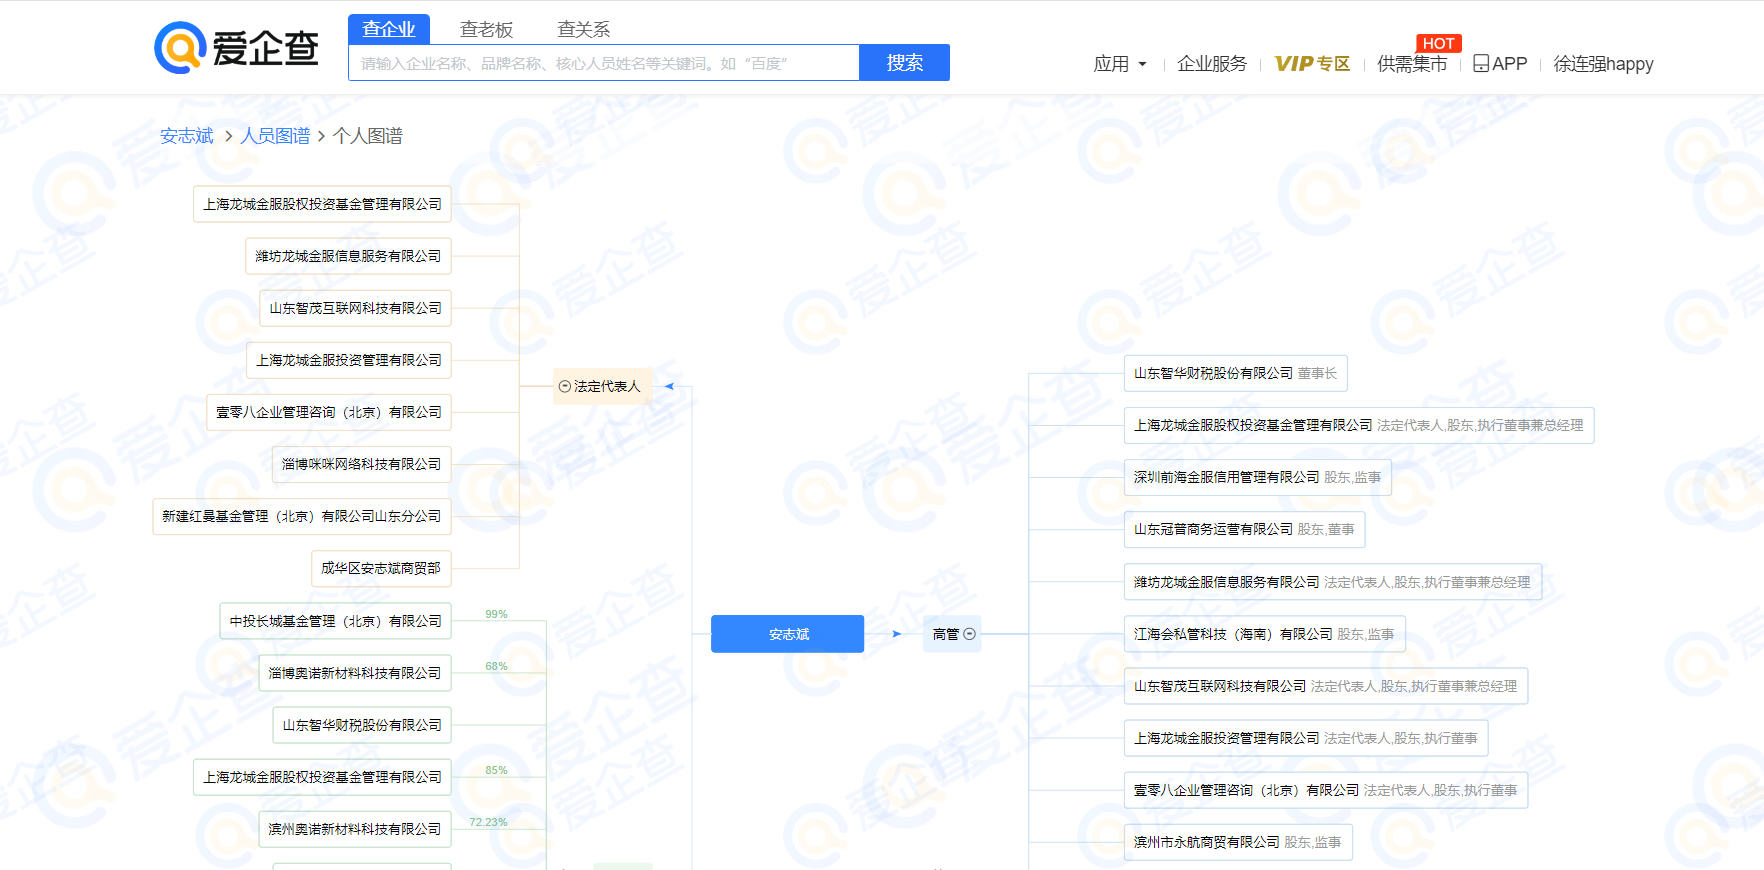 爱企查
查企业 查老板 查关系
请输入企业名称、品牌名称、核心人员姓名等关键词。如“百度” 搜索
应用 企业服务 VIP专区 供需集市 HOT APP 徐连强happy
安志斌 > 人员图谱 > 个人图谱
上海龙城金服股权投资基金管理有限公司
潍坊龙城金服信息服务有限公司
山东智茂互联网科技有限公司
上海龙城金服投资管理有限公司
壹零八企业管理咨询（北京）有限公司
淄博咪咪网络科技有限公司
新建红晨基金管理（北京）有限公司山东分公司
成华区安志斌商贸部
法定代表人
中投长城基金管理（北京）有限公司 99%
淄博奥诺新材料科技有限公司 68%
山东智华财税股份有限公司
上海龙城金服股权投资基金管理有限公司 85%
滨州奥诺新材料科技有限公司 72.23%
安志斌
高管
山东智华财税股份有限公司 董事长
上海龙城金服股权投资基金管理有限公司 法定代表人,股东,执行董事兼总经理
深圳前海金服信用管理有限公司 股东,监事
山东冠普商务运营有限公司 股东,董事
潍坊龙城金服信息服务有限公司 法定代表人,股东,执行董事兼总经理
江海会私管科技（海南）有限公司 股东,监事
山东智茂互联网科技有限公司 法定代表人,股东,执行董事兼总经理
上海龙城金服投资管理有限公司 法定代表人,股东,执行董事
壹零八企业管理咨询（北京）有限公司 法定代表人,股东,执行董事
滨州市永航商贸有限公司 股东,监事